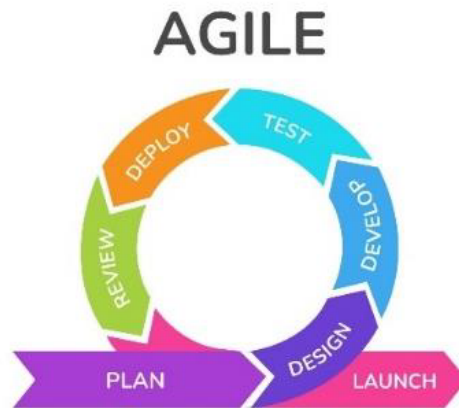 AGILE
PLAN
DESIGN
DEVELOP
TEST
DEPLOY
REVIEW
LAUNCH